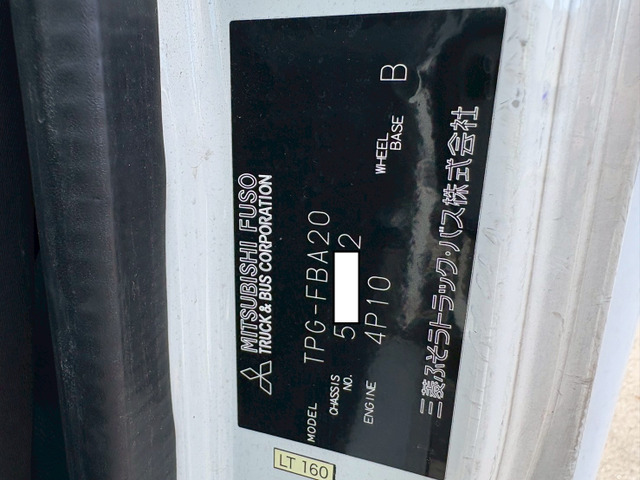 MITSUBISHI FUSO
TRUCK & BUS CORPORATION
MODEL TPG-FBA20
CHASSIS NO. 5 2
ENGINE 4P10
WHEEL BASE B
三菱ふそうトラック・バス株式会社
LT 160